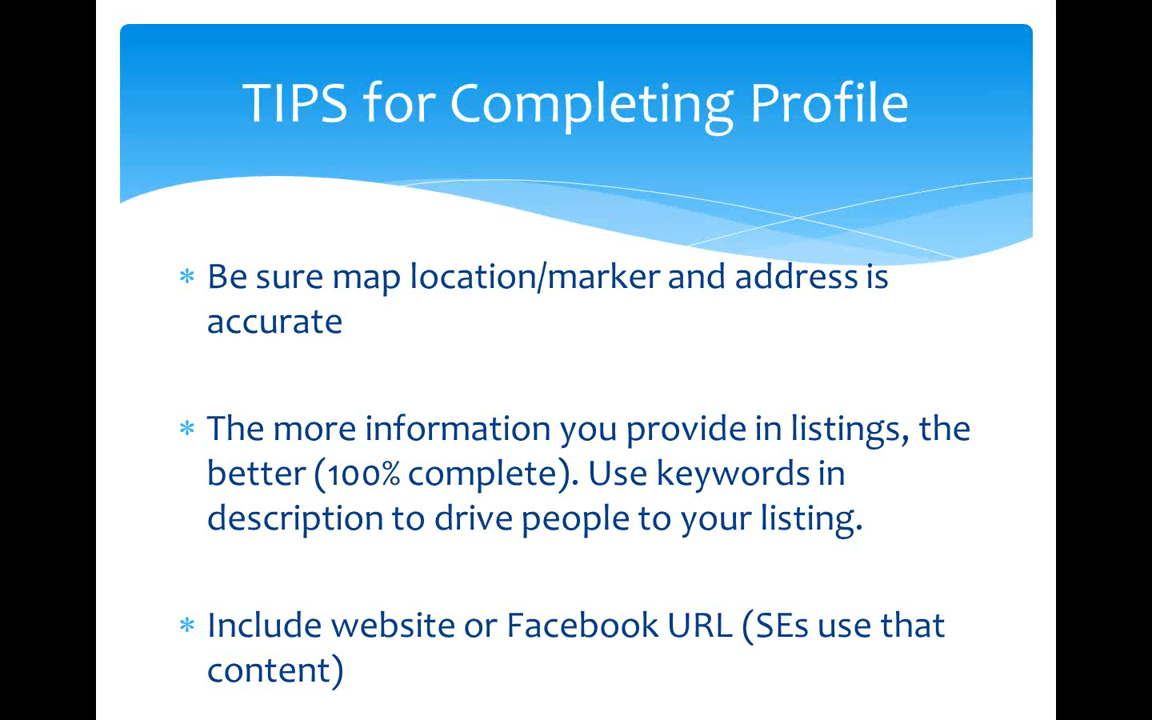 TIPS for Completing Profile
* Be sure map location/marker and address is
accurate
* The more information you provide in listings, the
better (100% complete). Use keywords in
description to drive people to your listing.
* Include website or Facebook URL (SEs use that
content)